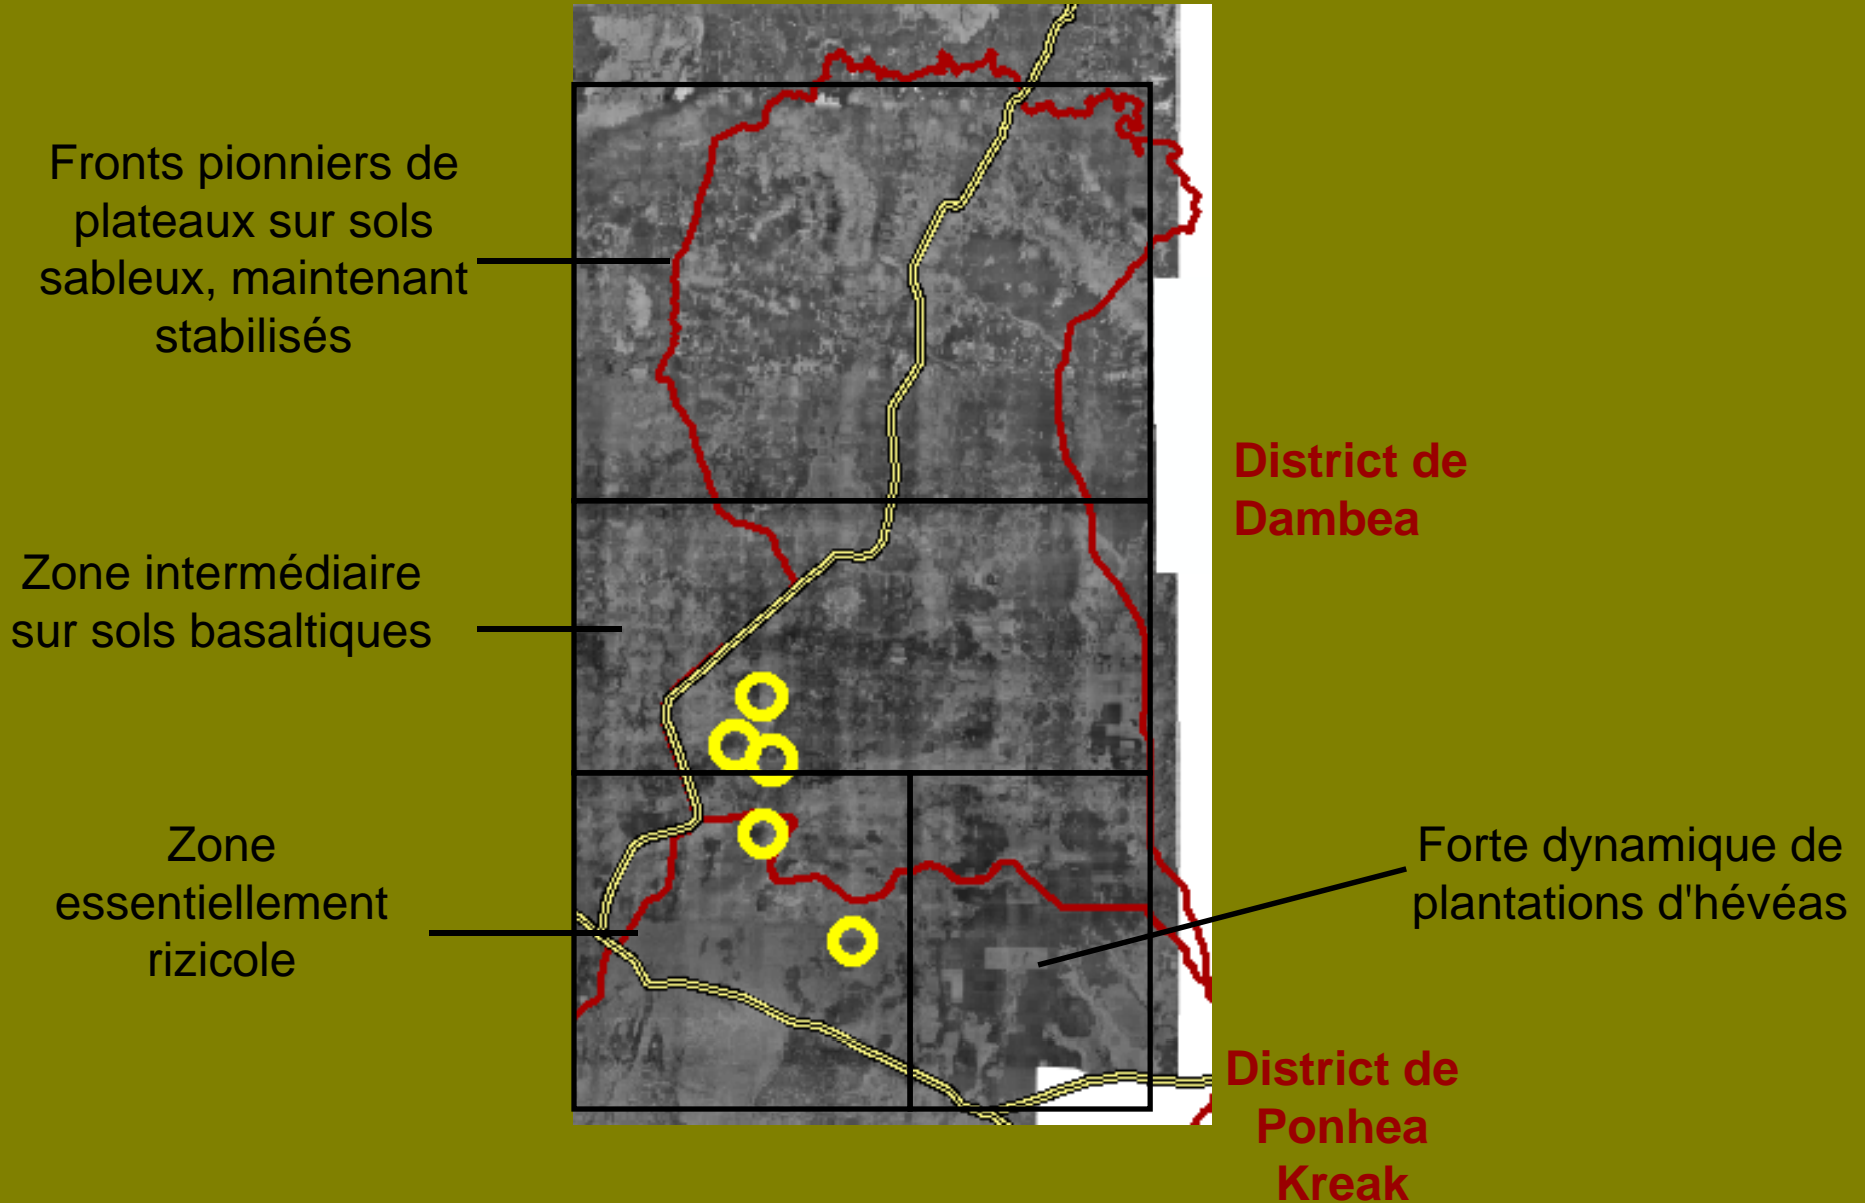 Fronts pionniers de
plateaux sur sols
sableux, maintenant
stabilisés
District de
Dambea
Zone intermédiaire
sur sols basaltiques
Zone
essentiellement
rizicole
Forte dynamique de
plantations d'hévéas
District de
Ponhea
Kreak